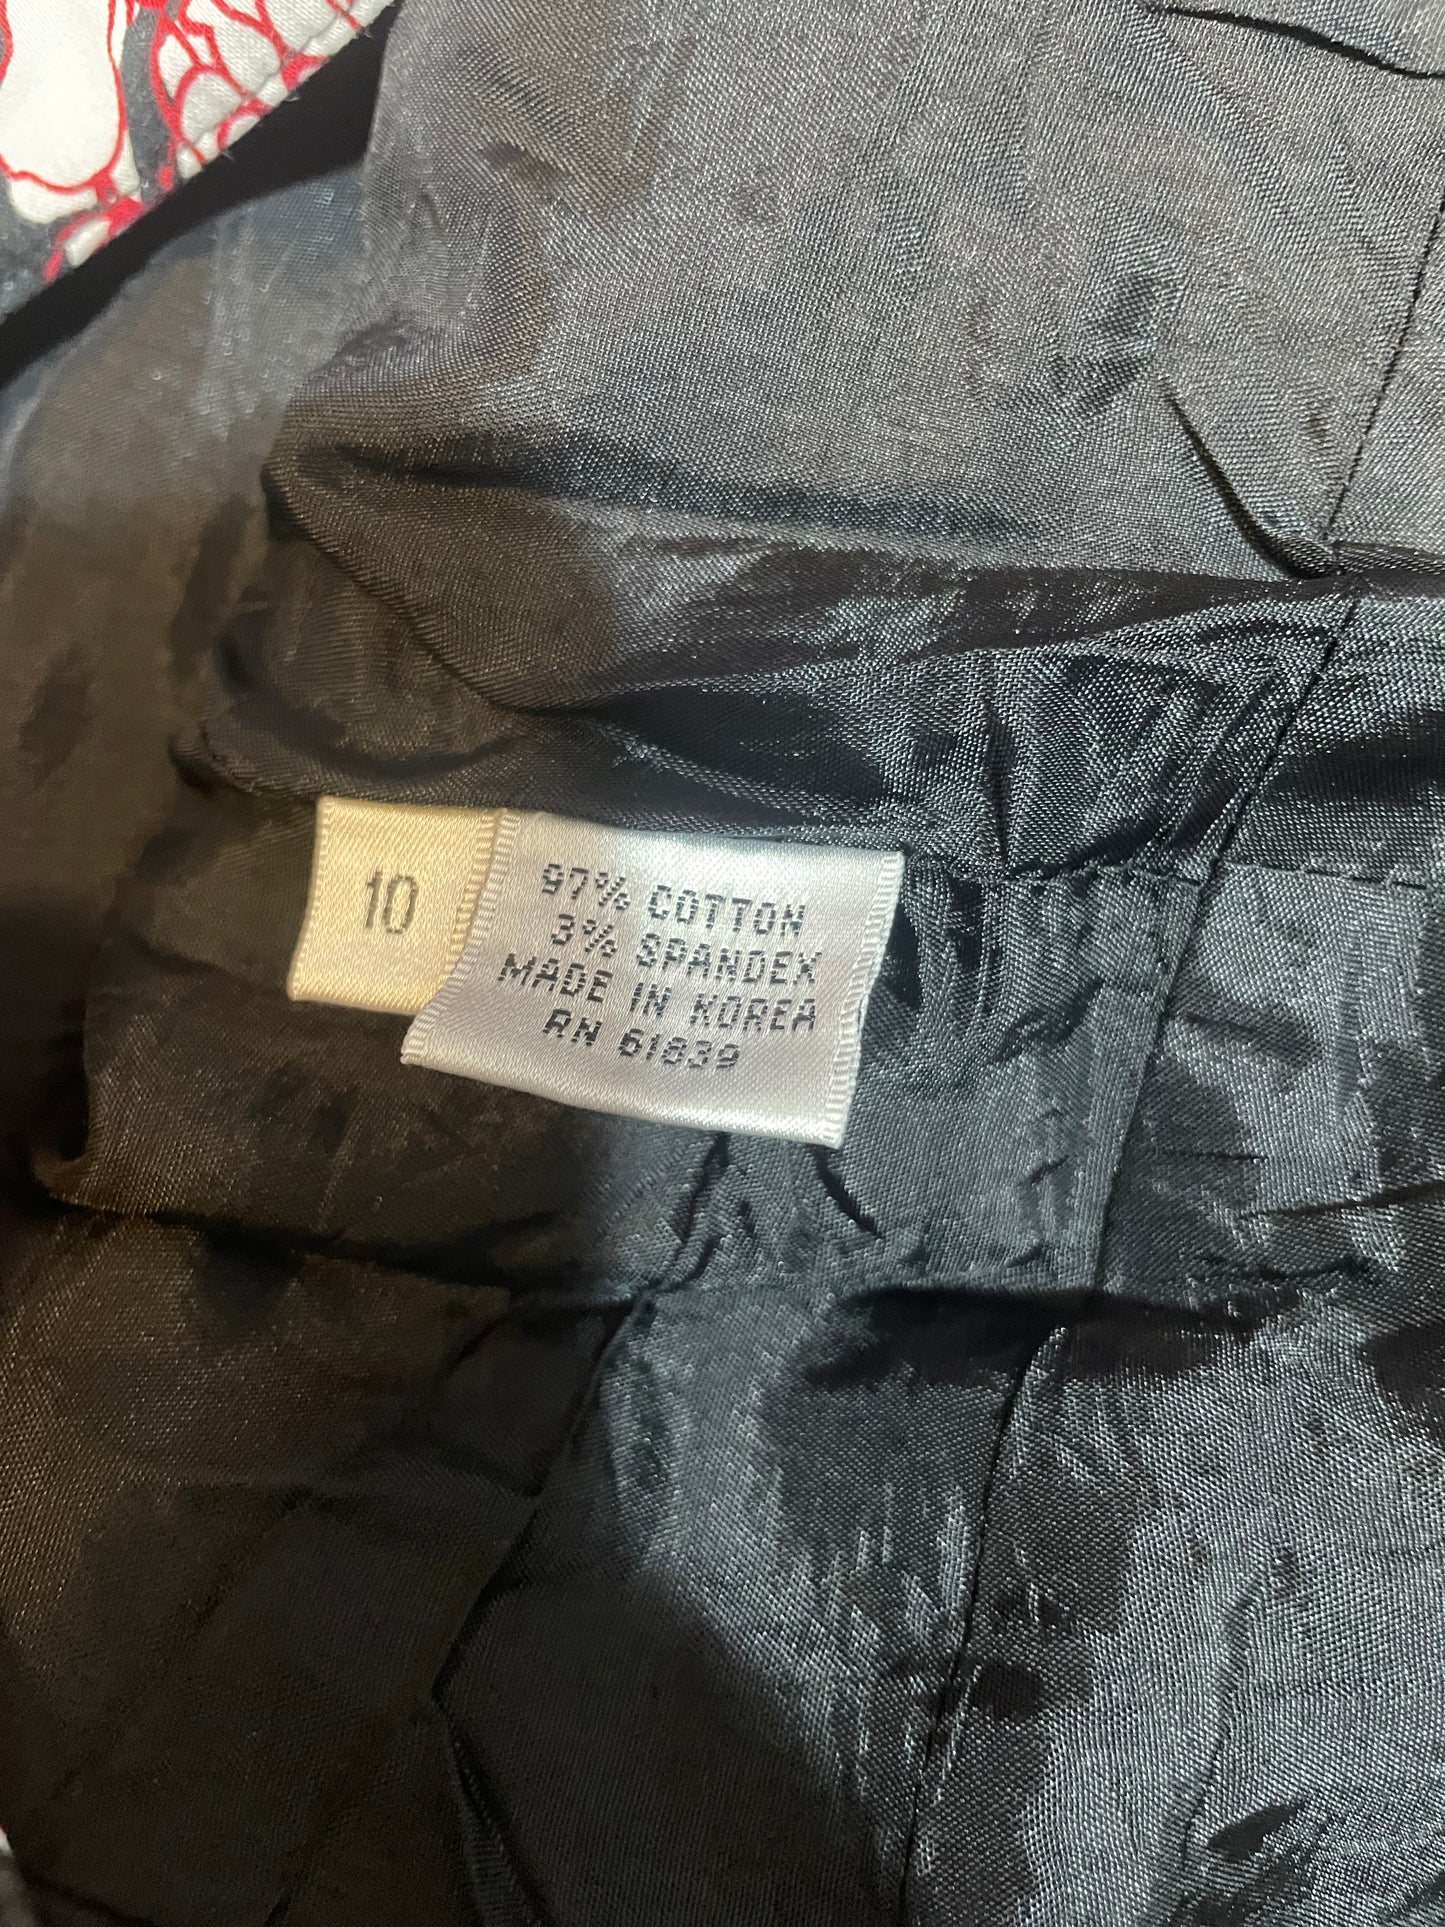 10
97% COTTON
3% SPANDEX
MADE IN KOREA
RN 61839